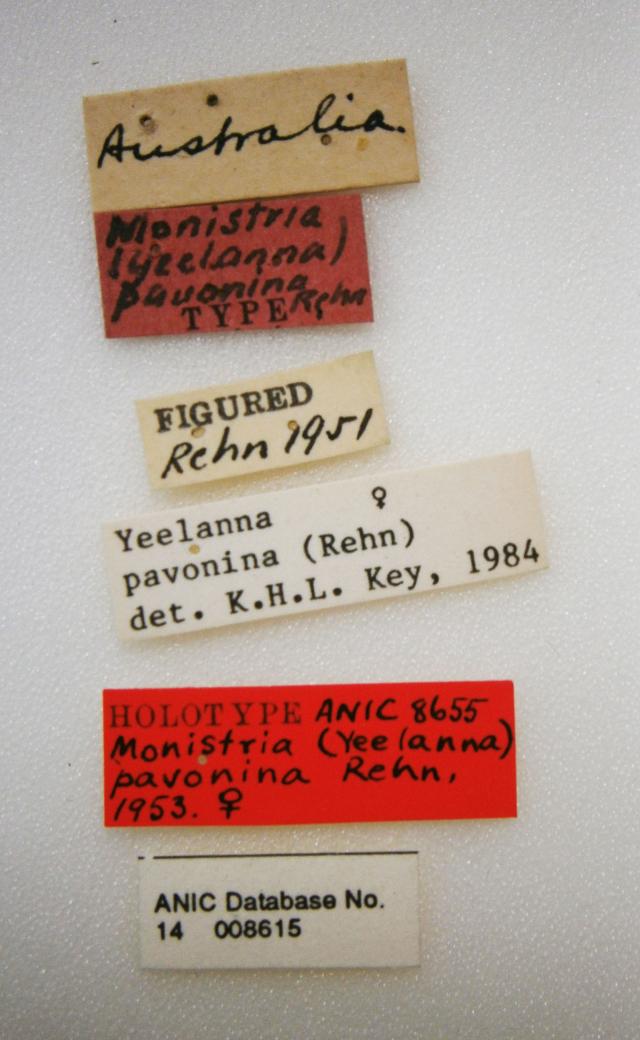 Australia.
Monistria
(Yeelanna)
pavonina
Rehn
TYPE
FIGURED
Rehn 1951
Yeelanna ♀
pavonina (Rehn)
det. K.H.L. Key, 1984
HOLOTYPE ANIC 8655
Monistria (Yeelanna)
pavonina Rehn,
1953. ♀
ANIC Database No.
14 008615